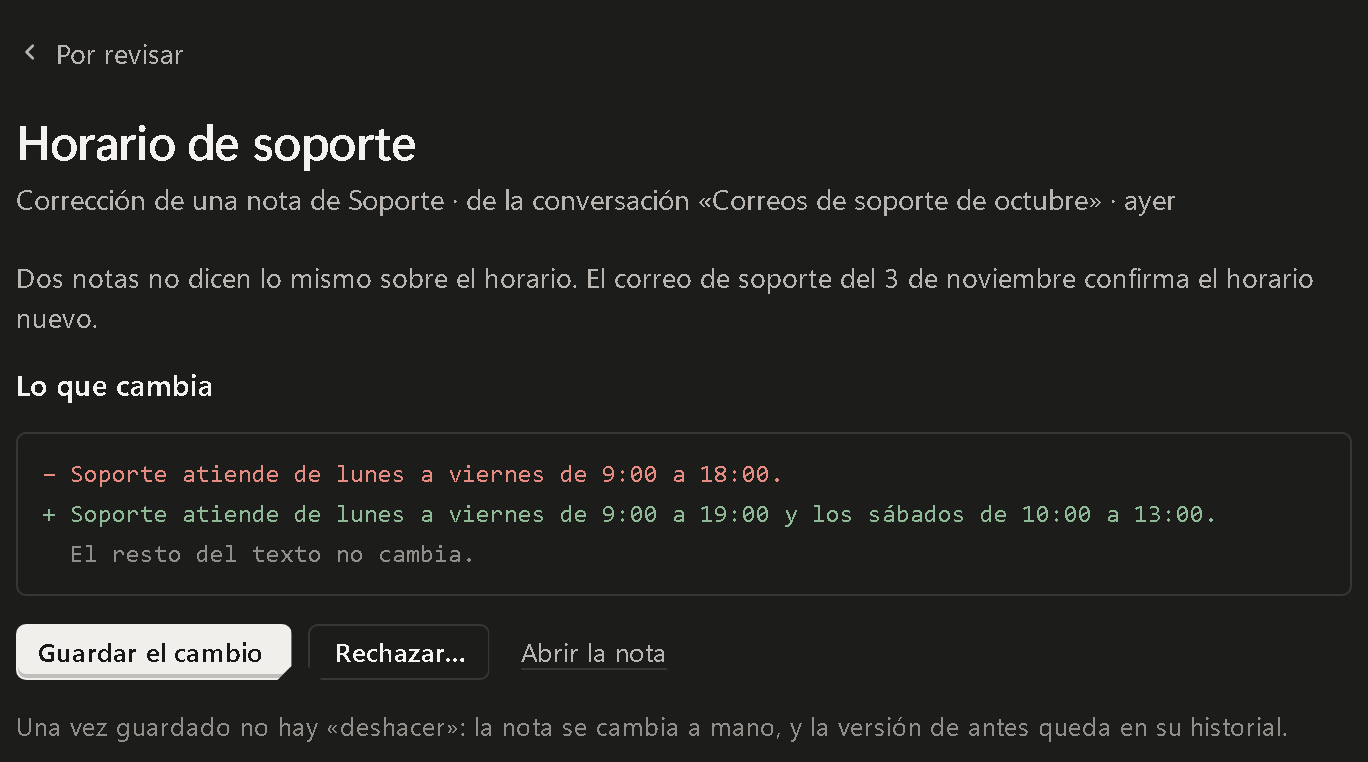 Por revisar
Horario de soporte
Corrección de una nota de Soporte · de la conversación «Correos de soporte de octubre» · ayer
Dos notas no dicen lo mismo sobre el horario. El correo de soporte del 3 de noviembre confirma el horario
nuevo.
Lo que cambia
– Soporte atiende de lunes a viernes de 9:00 a 18:00.
+ Soporte atiende de lunes a viernes de 9:00 a 19:00 y los sábados de 10:00 a 13:00.
El resto del texto no cambia.
Guardar el cambio Rechazar... Abrir la nota
Una vez guardado no hay «deshacer»: la nota se cambia a mano, y la versión de antes queda en su historial.